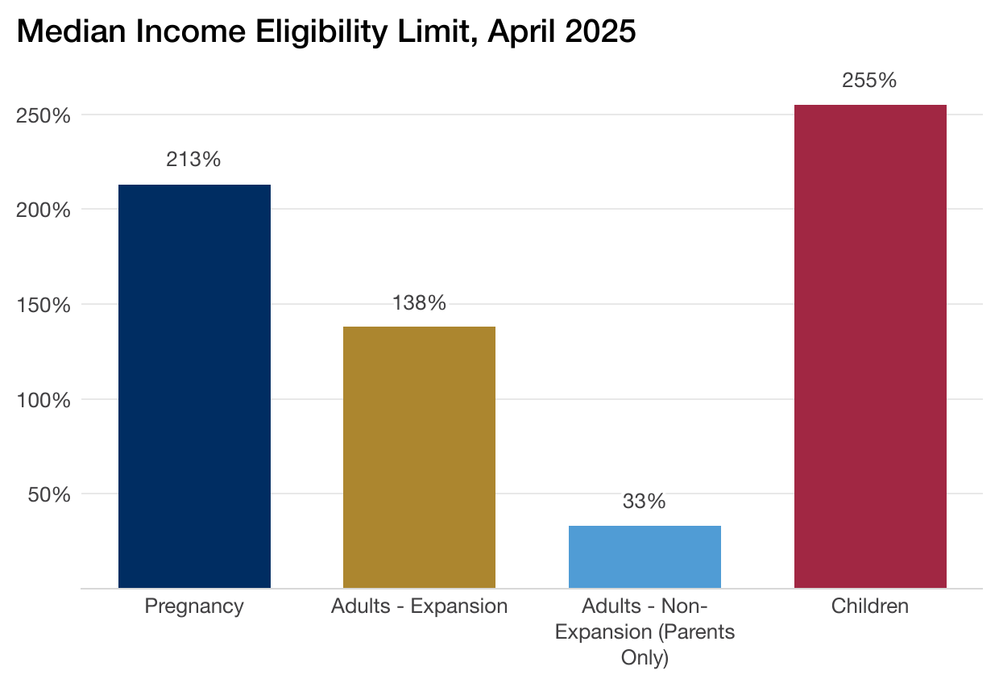 Median Income Eligibility Limit, April 2025
255%
250%
213%
200%
138%
150%
100%
33%
50%
Pregnancy
Adults - Expansion
Adults - Non-
Expansion (Parents
Only)
Children